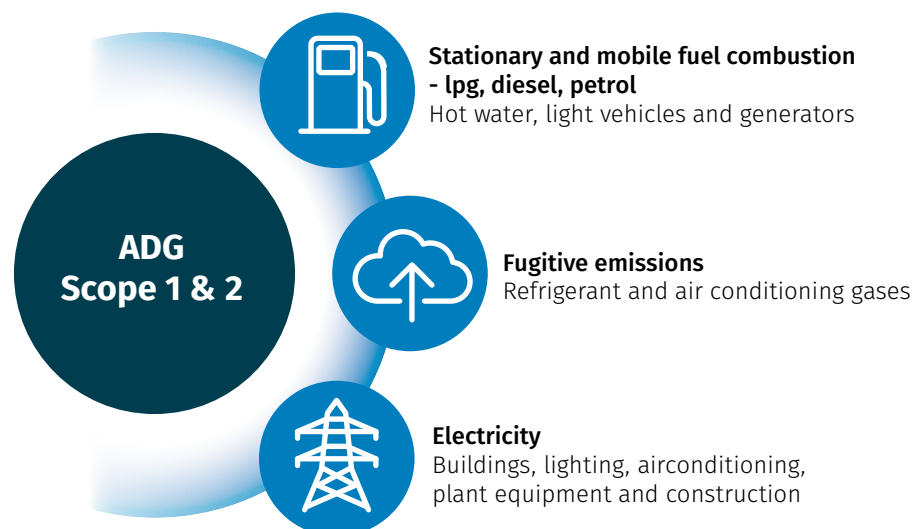 ADG
Scope 1 & 2
Stationary and mobile fuel combustion
- lpg, diesel, petrol
Hot water, light vehicles and generators
Fugitive emissions
Refrigerant and air conditioning gases
Electricity
Buildings, lighting, airconditioning,
plant equipment and construction